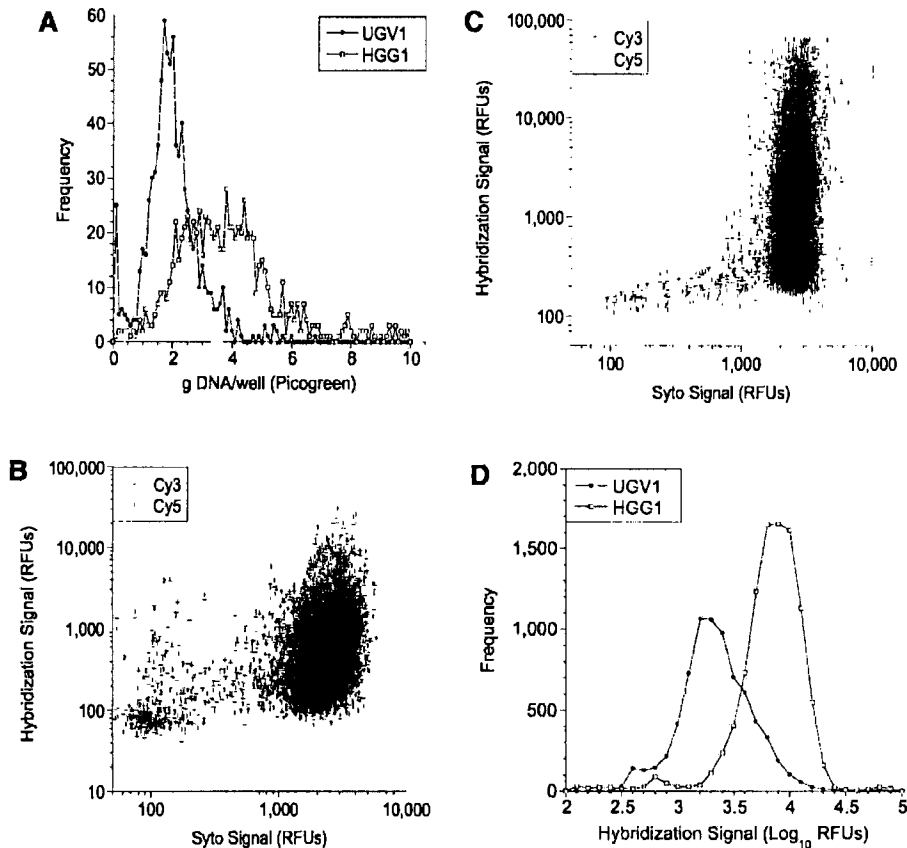 A
60
50
40
30
20
10
0
Frequency
UGV1
HGG1
0 2 4 6 8 10
g DNA/well (Picogreen)
C
100,000
10,000
1,000
100
Hybridization Signal (RFUs)
Cy3
Cy5
100 1,000 10,000
Syto Signal (RFUs)
B
100,000
10,000
1,000
100
10
Hybridization Signal (RFUs)
Cy3
Cy5
100 1,000 10,000
Syto Signal (RFUs)
D
2,000
1,500
1,000
500
0
Frequency
UGV1
HGG1
2 2.5 3 3.5 4 4.5 5
Hybridization Signal (Log10 RFUs)